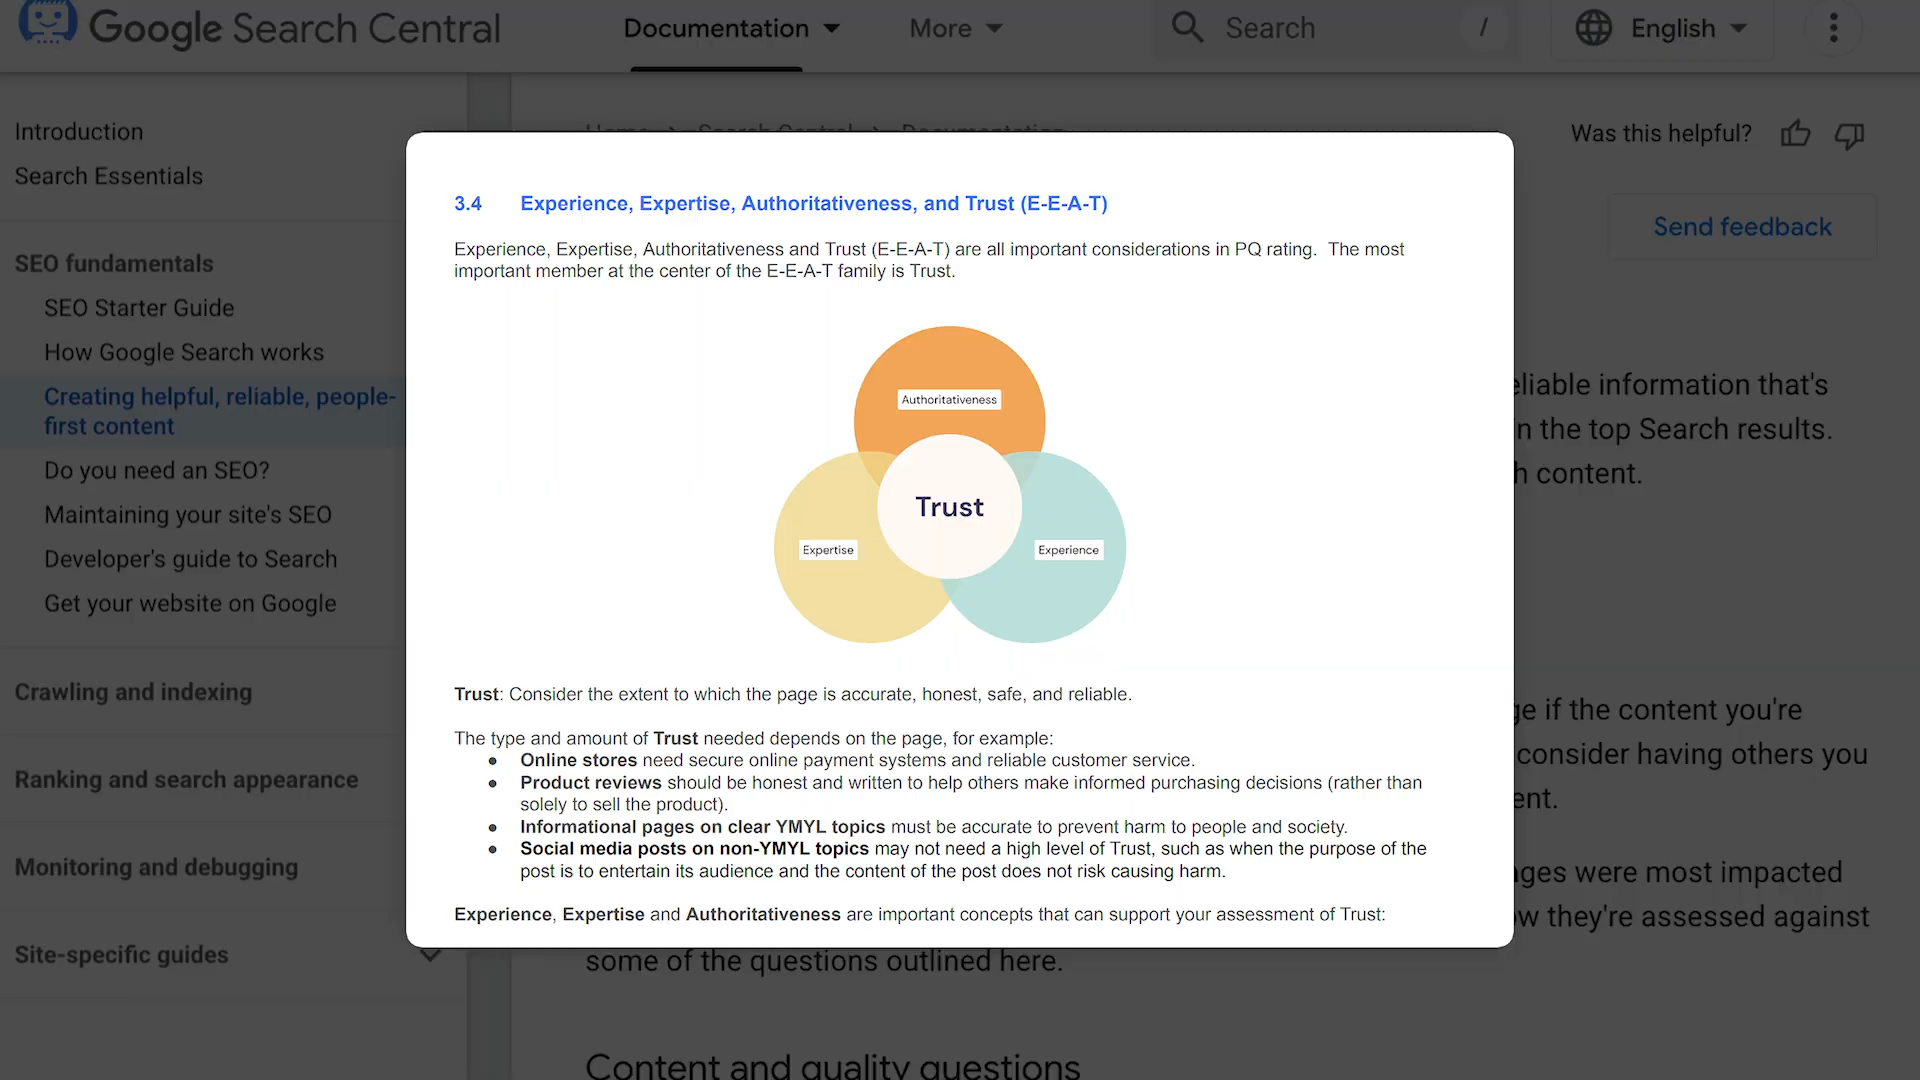 Google Search Central
Documentation
More
Search
/
English
Introduction
Search Essentials
SEO fundamentals
SEO Starter Guide
How Google Search works
Creating helpful, reliable, people-
first content
Do you need an SEO?
Maintaining your site's SEO
Developer's guide to Search
Get your website on Google
Crawling and indexing
Ranking and search appearance
Monitoring and debugging
Site-specific guides
Home > Search Central > Documentation
Was this helpful?
Send feedback
3.4 Experience, Expertise, Authoritativeness, and Trust (E-E-A-T)
Experience, Expertise, Authoritativeness and Trust (E-E-A-T) are all important considerations in PQ rating. The most
important member at the center of the E-E-A-T family is Trust.
Authoritativeness
Trust
Expertise
Experience
Trust: Consider the extent to which the page is accurate, honest, safe, and reliable.
The type and amount of Trust needed depends on the page, for example:
● Online stores need secure online payment systems and reliable customer service.
● Product reviews should be honest and written to help others make informed purchasing decisions (rather than
solely to sell the product).
● Informational pages on clear YMYL topics must be accurate to prevent harm to people and society.
● Social media posts on non-YMYL topics may not need a high level of Trust, such as when the purpose of the
post is to entertain its audience and the content of the post does not risk causing harm.
Experience, Expertise and Authoritativeness are important concepts that can support your assessment of Trust:
information that's
n the top Search results.
content.
if the content you're
consider having others you
were most impacted
they're assessed against
some of the questions outlined here.
Content and quality questions